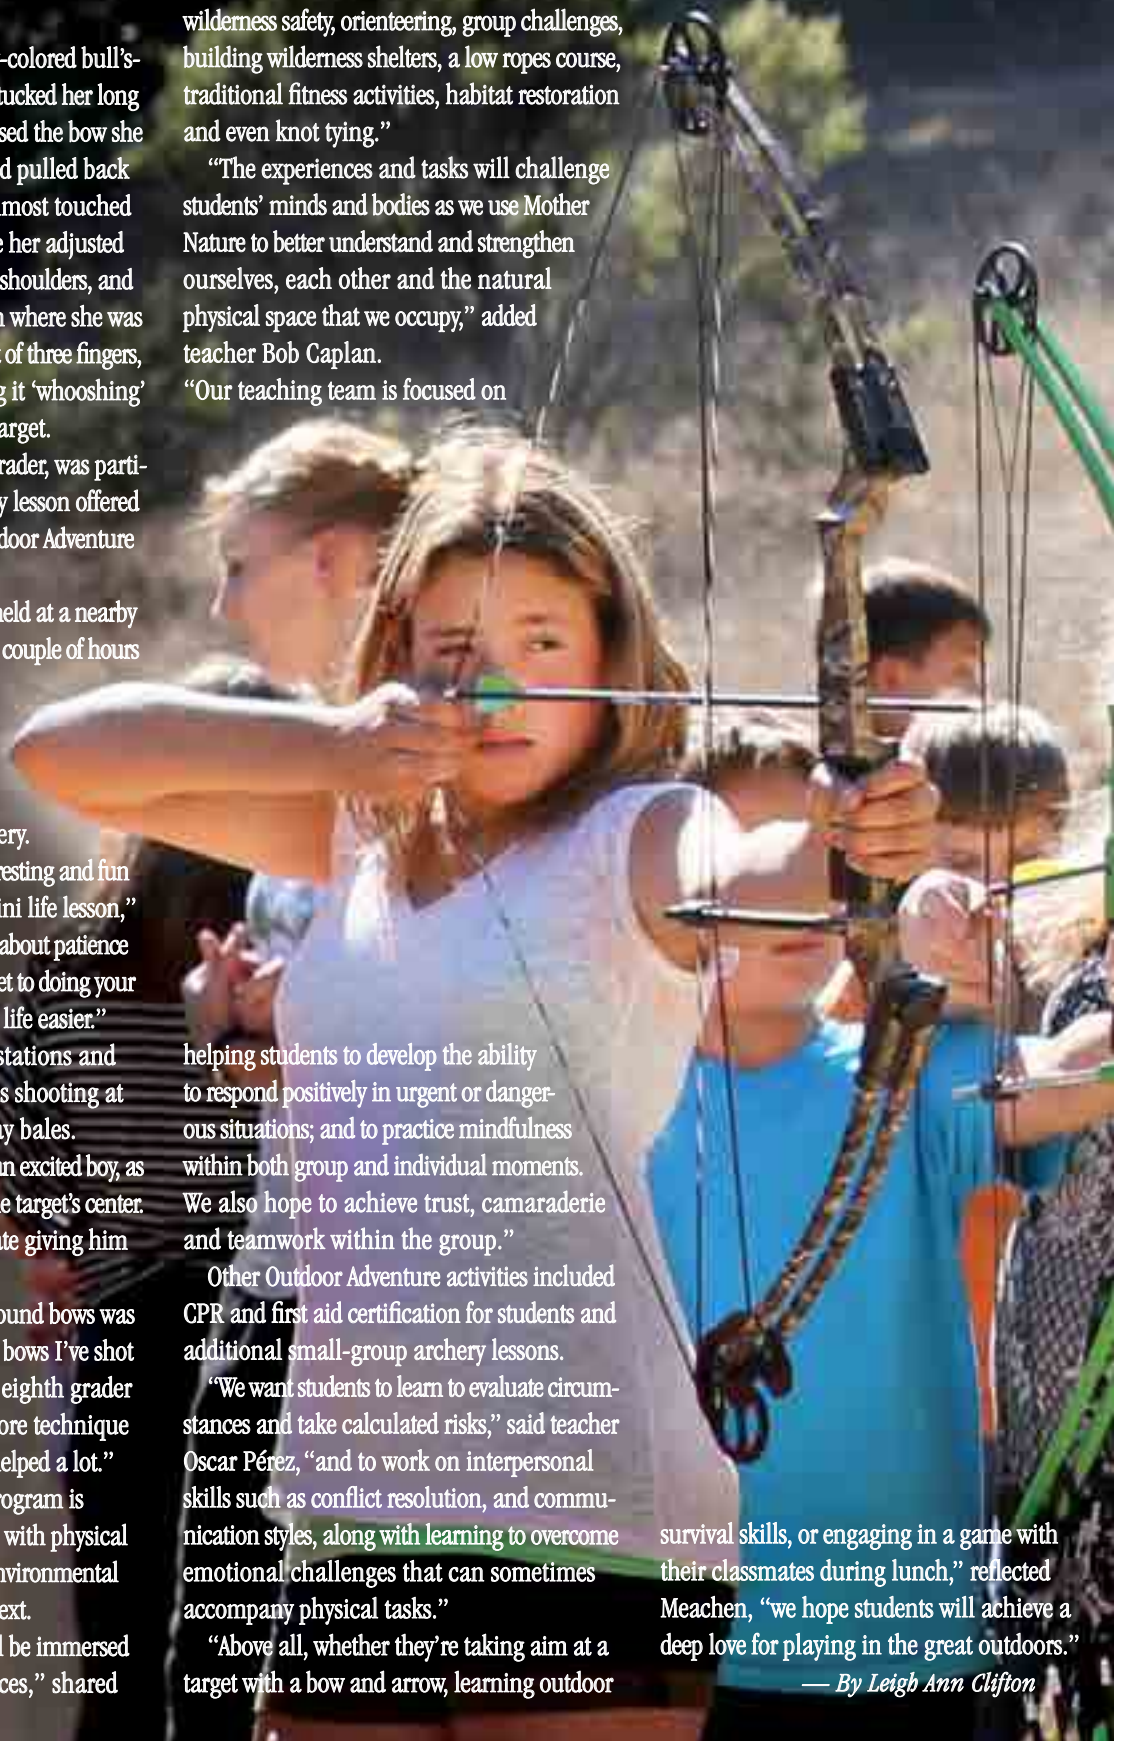 -colored bull's-
tucked her long
sed the bow she
d pulled back
most touched
e her adjusted
shoulders, and
n where she was
of three fingers,
g it ‘whooshing’
arget.
rader, was parti-
y lesson offered
door Adventure
held at a nearby
couple of hours
ery.
resting and fun
ini life lesson,”
about patience
et to doing your
life easier.”
stations and
s shooting at
ay bales.
an excited boy, as
e target’s center.
ate giving him
ound bows was
bows I’ve shot
eighth grader
ore technique
elped a lot.”
rogram is
with physical
nvironmental
ext.
l be immersed
ces,” shared
wilderness safety, orienteering, group challenges,
building wilderness shelters, a low ropes course,
traditional fitness activities, habitat restoration
and even knot tying.”
“The experiences and tasks will challenge
students’ minds and bodies as we use Mother
Nature to better understand and strengthen
ourselves, each other and the natural
physical space that we occupy,” added
teacher Bob Caplan.
“Our teaching team is focused on
helping students to develop the ability
to respond positively in urgent or danger-
ous situations; and to practice mindfulness
within both group and individual moments.
We also hope to achieve trust, camaraderie
and teamwork within the group.”
Other Outdoor Adventure activities included
CPR and first aid certification for students and
additional small-group archery lessons.
“We want students to learn to evaluate circum-
stances and take calculated risks,” said teacher
Oscar Pérez, “and to work on interpersonal
skills such as conflict resolution, and commu-
nication styles, along with learning to overcome
emotional challenges that can sometimes
accompany physical tasks.”
“Above all, whether they’re taking aim at a
target with a bow and arrow, learning outdoor
survival skills, or engaging in a game with
their classmates during lunch,” reflected
Meachen, “we hope students will achieve a
deep love for playing in the great outdoors.”
— By Leigh Ann Clifton